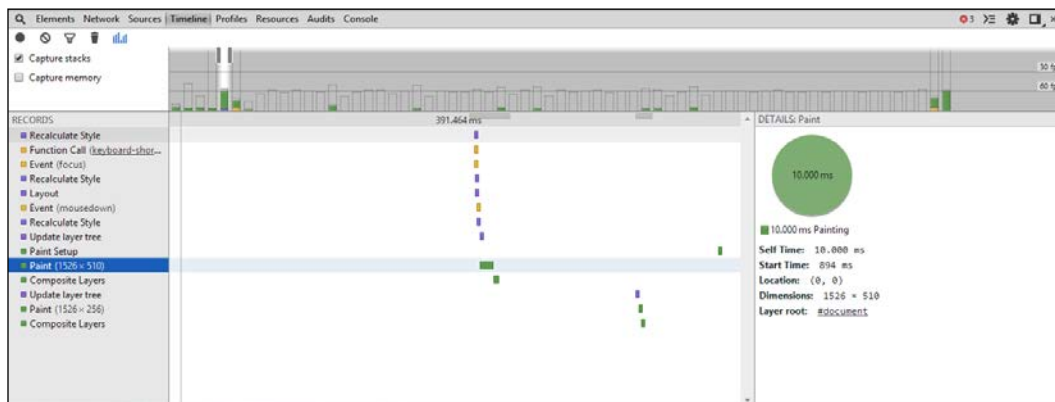 Elements Network Sources Timeline Profiles Resources Audits Console 3
Capture stacks
Capture memory
30 fp
60 fp
RECORDS 391.464 ms DETAILS: Paint
Recalculate Style
Function Call (keyboard-shor...
Event (focus)
Recalculate Style
Layout
Event (mousedown)
Recalculate Style
Update layer tree
Paint Setup
Paint (1526 × 510)
Composite Layers
Update layer tree
Paint (1526 × 256)
Composite Layers
10.000 ms
10.000 ms Painting
Self Time: 10.000 ms
Start Time: 894 ms
Location: (0, 0)
Dimensions: 1526 × 510
Layer root: #document